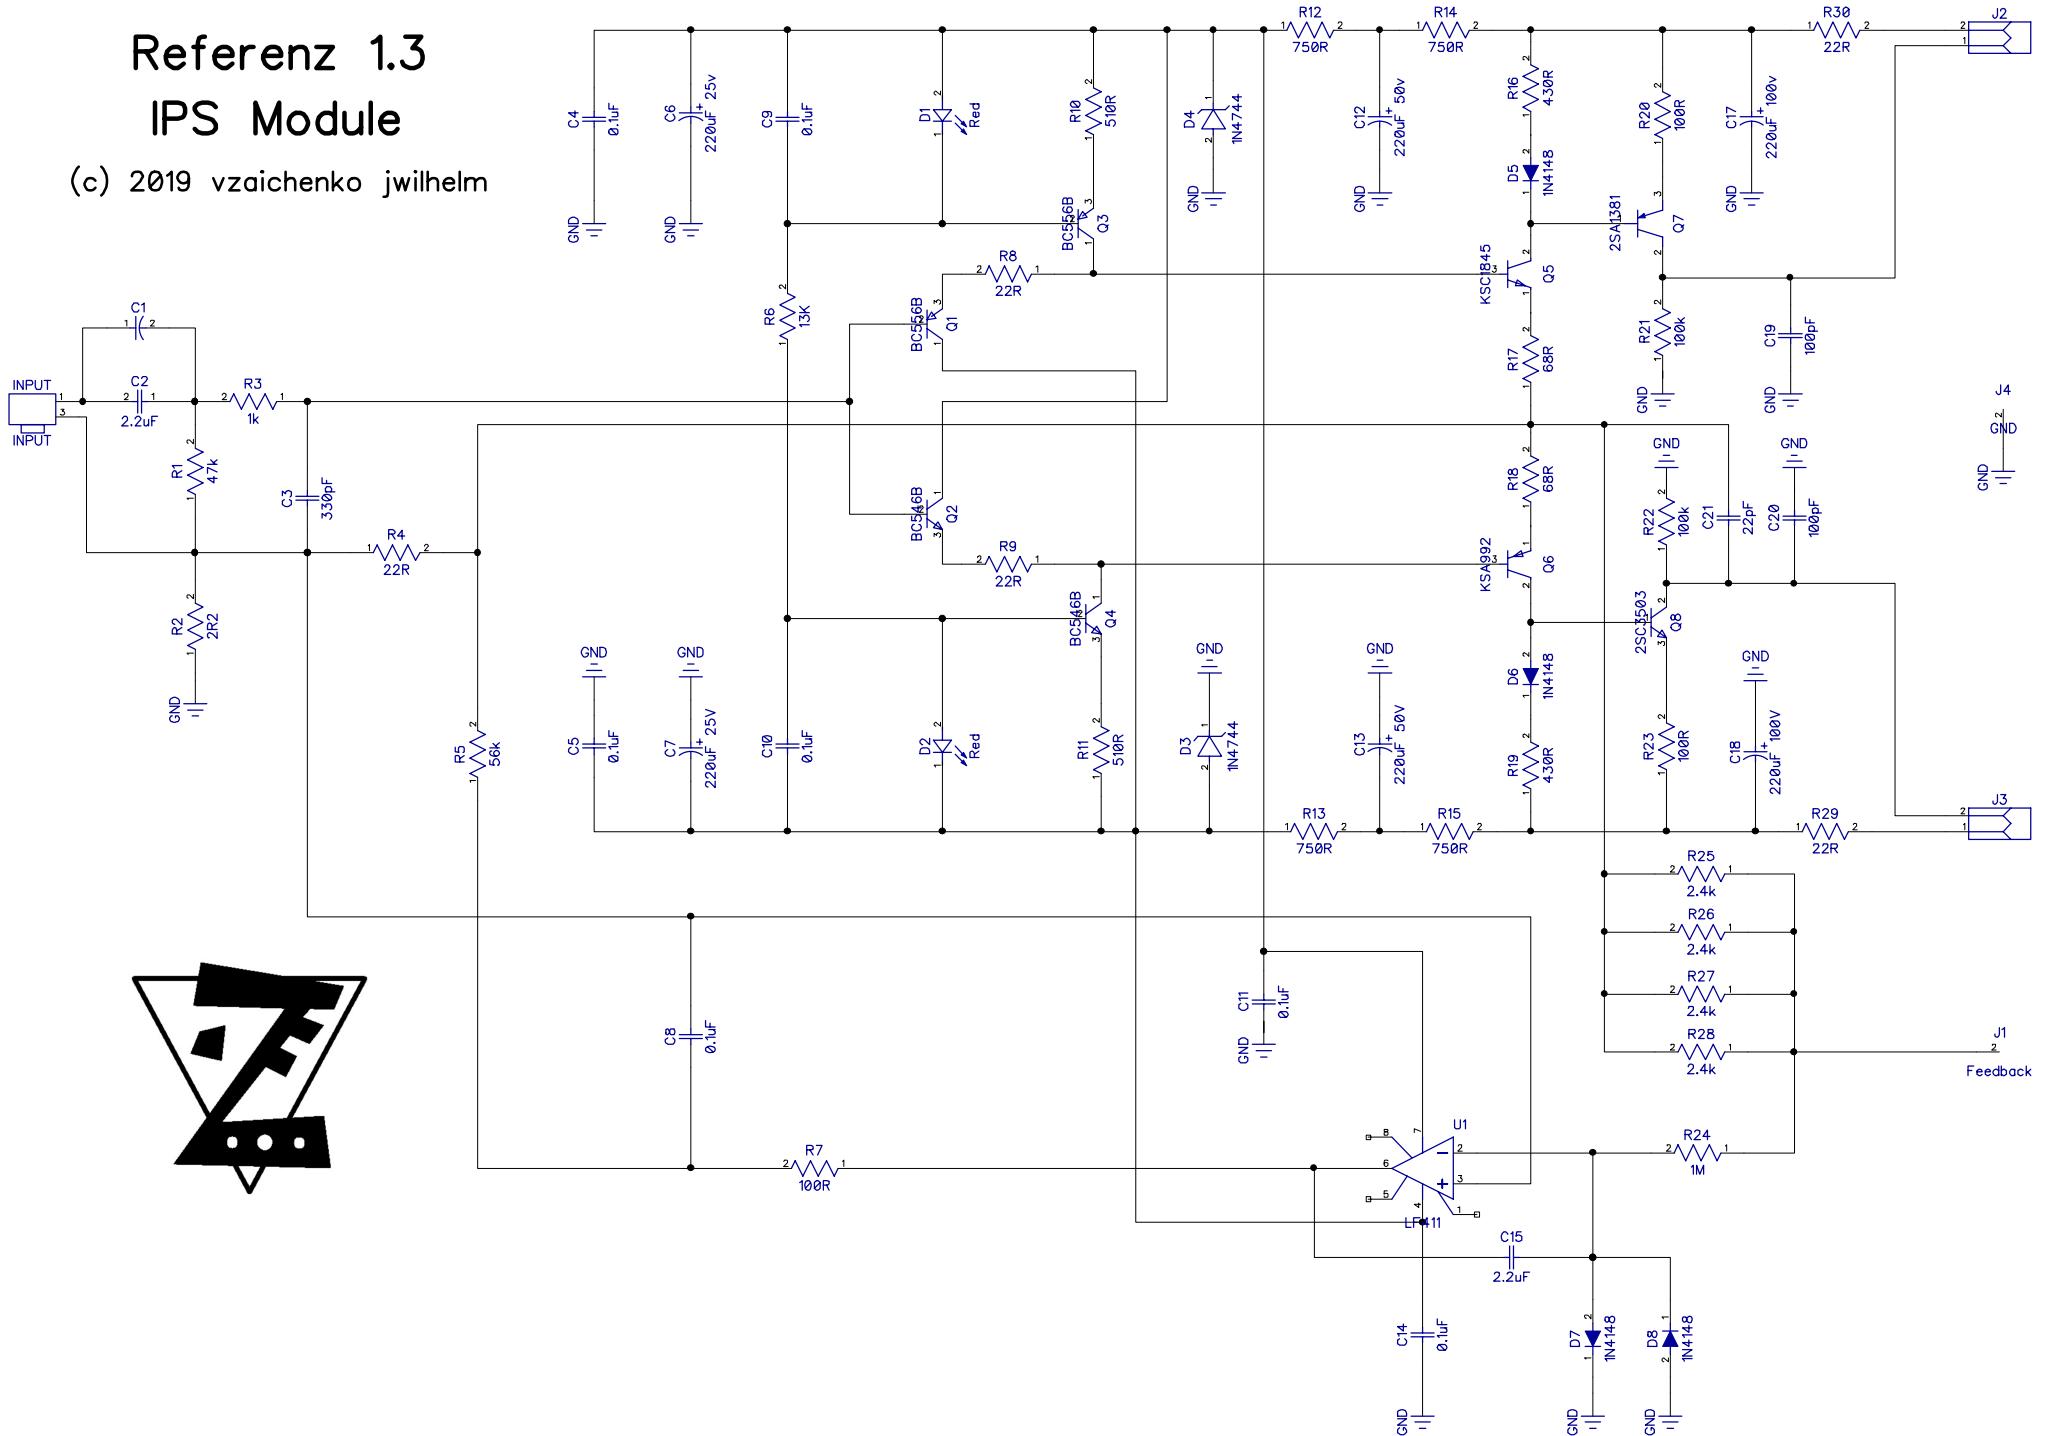 Referenz 1.3
IPS Module
(c) 2019 vzaichenko jwilhelm
R12
750R
R14
750R
R30
22R
J2
C4
0.1uF
GND
C6
220uF 25v
GND
C9
0.1uF
D1
Red
R10
510R
BC556B
Q3
D4
1N4744
GND
C12
220uF 50v
GND
R16
430R
D5
1N4148
R20
100R
2SA1381
Q7
C17
220uF 100v
GND
R8
22R
KSC1845
Q5
R6
13K
BC556B
Q1
R17
68R
R21
100k
GND
C19
100pF
GND
C1
INPUT
INPUT
C2
2.2uF
R3
1k
R1
47k
C3
330pF
R4
22R
R2
2R2
GND
J4
GND
GND
BC546B
Q2
R9
22R
BC546B
Q4
R18
68R
KSA992
Q6
GND
R22
100k
C21
22pF
C20
100pF
GND
2SC3503
Q8
R5
56k
GND
C5
0.1uF
GND
C7
220uF 25V
C10
0.1uF
D2
Red
R11
510R
GND
D3
1N4744
GND
C13
220uF 50V
D6
1N4148
R19
430R
R23
100R
GND
C18
220uF 100V
R13
750R
R15
750R
R29
22R
J3
R25
2.4k
R26
2.4k
R27
2.4k
R28
2.4k
J1
Feedback
C8
0.1uF
C11
0.1uF
GND
U1
LF411
R24
1M
R7
100R
C15
2.2uF
C14
0.1uF
GND
D7
1N4148
GND
D8
1N4148
GND